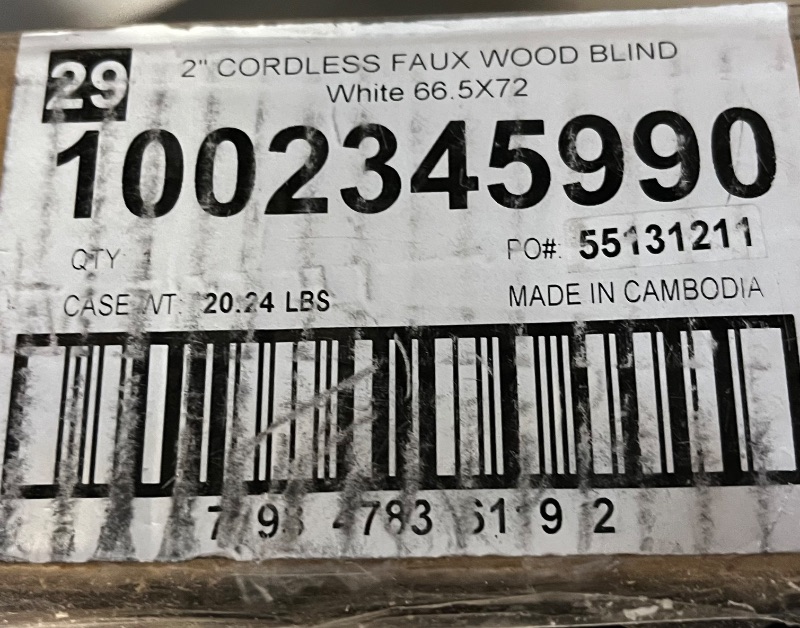 29
2" CORDLESS FAUX WOOD BLIND
White 66.5X72
1002345990
QTY 1
PO#: 55131211
CASE WT: 20.24 LBS
MADE IN CAMBODIA